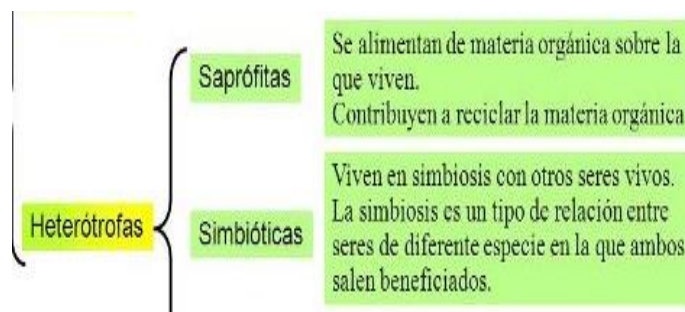 Se alimentan de materia orgánica sobre la
que viven.
Contribuyen a reciclar la materia orgánica
Saprófitas
Viven en simbiosis con otros seres vivos.
La simbiosis es un tipo de relación entre
seres de diferente especie en la que ambos
salen beneficiados.
Simbióticas
Heterótrofas